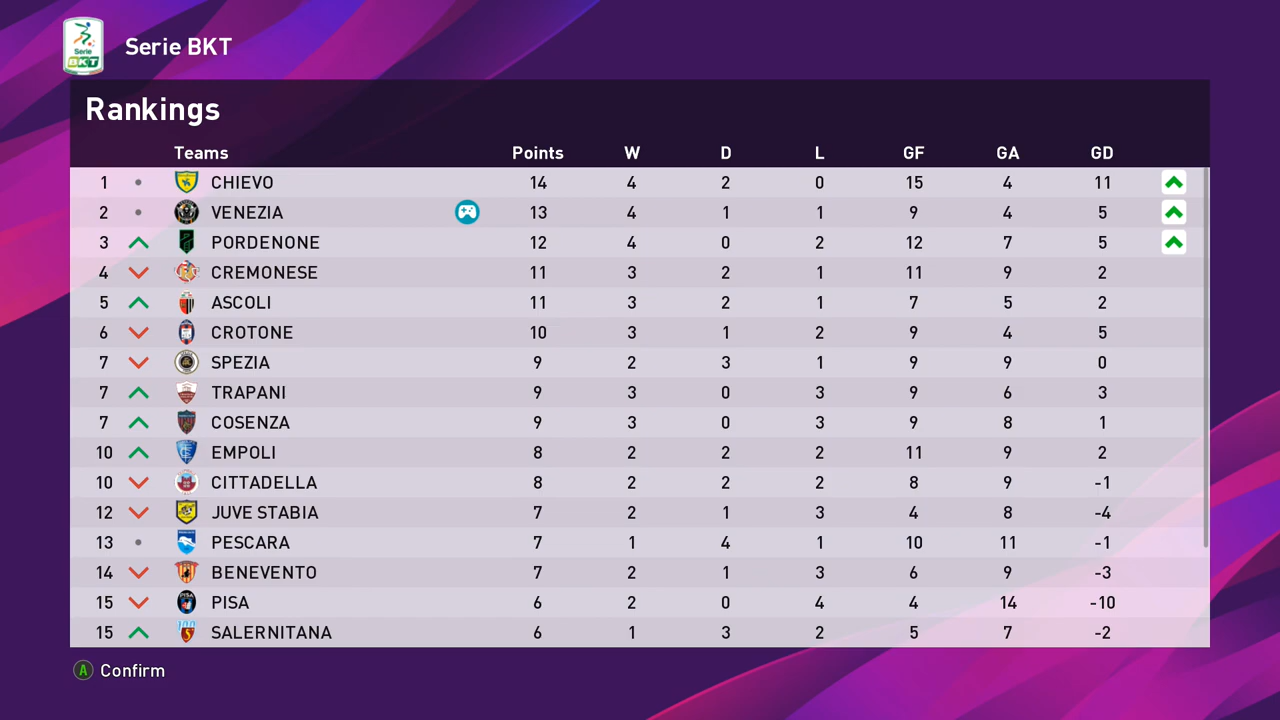 Serie BKT
Serie BKT
Rankings
Teams Points W D L GF GA GD
1 CHIEVO 14 4 2 0 15 4 11
2 VENEZIA 13 4 1 1 9 4 5
3 PORDENONE 12 4 0 2 12 7 5
4 CREMONESE 11 3 2 1 11 9 2
5 ASCOLI 11 3 2 1 7 5 2
6 CROTONE 10 3 1 2 9 4 5
7 SPEZIA 9 2 3 1 9 9 0
7 TRAPANI 9 3 0 3 9 6 3
7 COSENZA 9 3 0 3 9 8 1
10 EMPOLI 8 2 2 2 11 9 2
10 CITTADELLA 8 2 2 2 8 9 -1
12 JUVE STABIA 7 2 1 3 4 8 -4
13 PESCARA 7 1 4 1 10 11 -1
14 BENEVENTO 7 2 1 3 6 9 -3
15 PISA 6 2 0 4 4 14 -10
15 SALERNITANA 6 1 3 2 5 7 -2
A Confirm